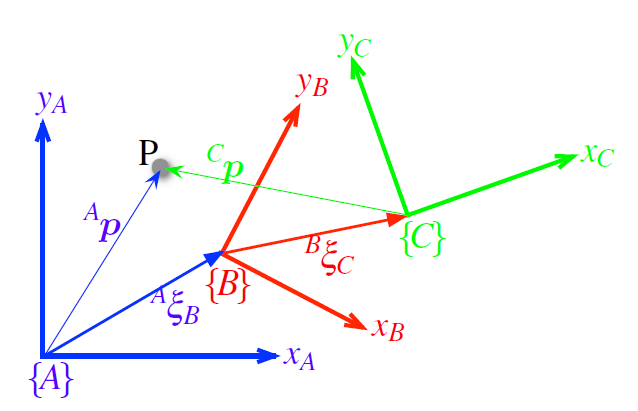 y_C
y_B
y_A
P
^C p
x_C
^A p
{C}
^B ξ_C
{B}
^A ξ_B
x_B
x_A
{A}